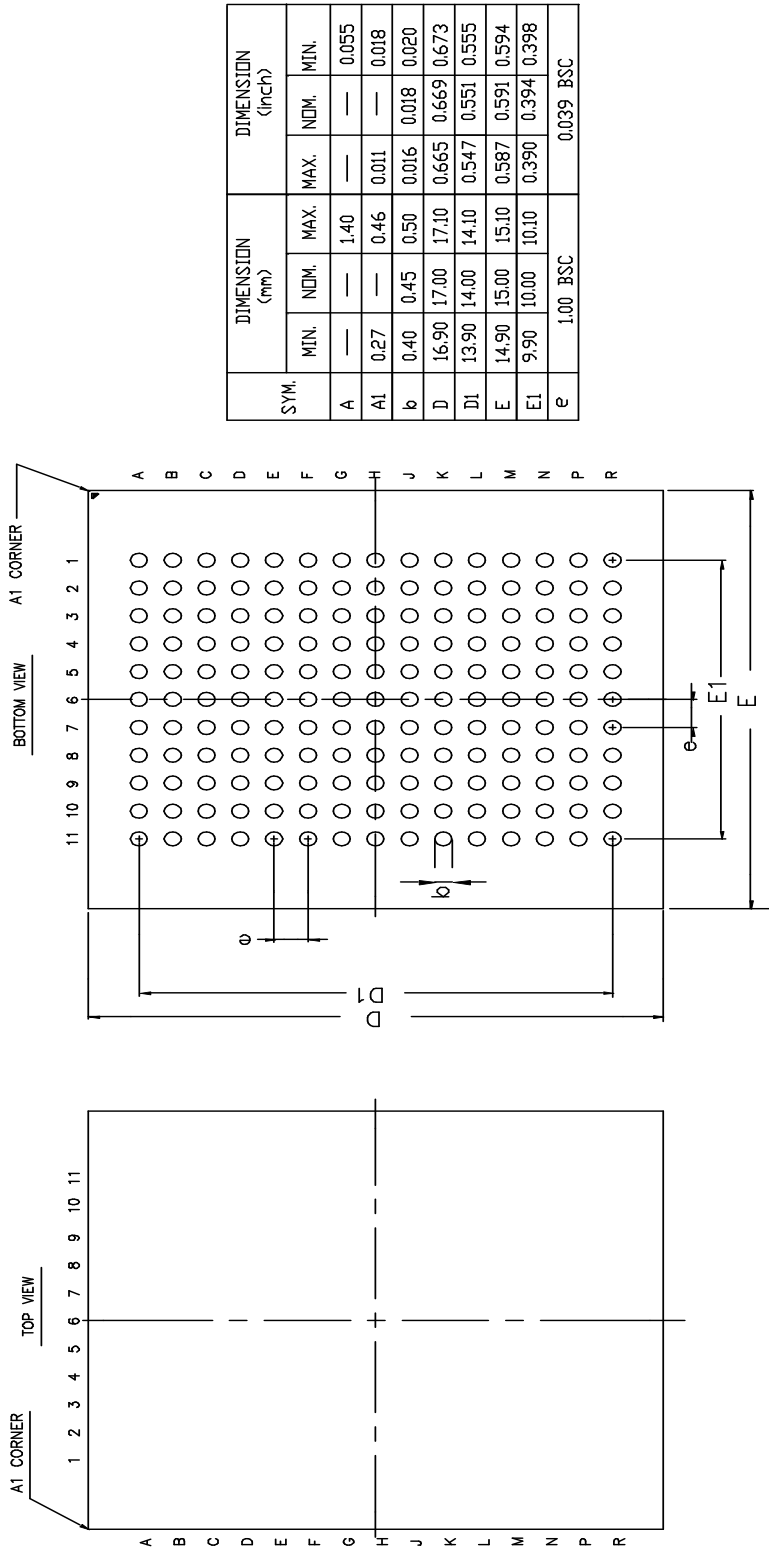 SYM. DIMENSION (mm) DIMENSION (inch)
MIN. NOM. MAX. MAX. NOM. MIN.
A — — 1.40 — — 0.055
A1 0.27 — 0.46 0.011 — 0.018
b 0.40 0.45 0.50 0.016 0.018 0.020
D 16.90 17.00 17.10 0.665 0.669 0.673
D1 13.90 14.00 14.10 0.547 0.551 0.555
E 14.90 15.00 15.10 0.587 0.591 0.594
E1 9.90 10.00 10.10 0.390 0.394 0.398
e 1.00 BSC 0.039 BSC
BOTTOM VIEW
A1 CORNER
11 10 9 8 7 6 5 4 3 2 1
A
B
C
D
E
F
G
H
J
K
L
M
N
P
R
e
b
D1
D
e
E1
E
TOP VIEW
A1 CORNER
1 2 3 4 5 6 7 8 9 10 11
A
B
C
D
E
F
G
H
J
K
L
M
N
P
R